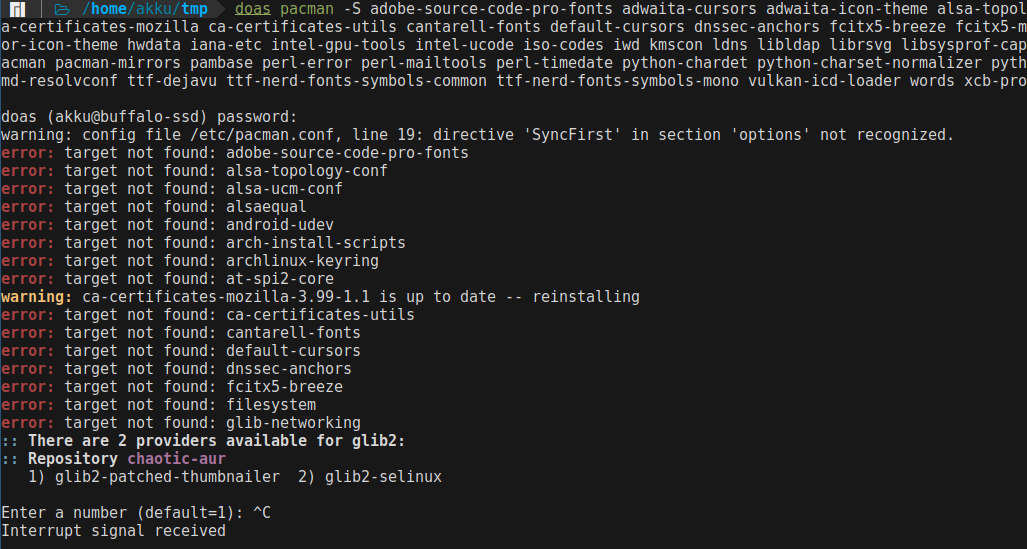 /home/akku/tmp doas pacman -S adobe-source-code-pro-fonts adwaita-cursors adwaita-icon-theme alsa-topol
a-certificates-mozilla ca-certificates-utils cantarell-fonts default-cursors dnssec-anchors fcitx5-breeze fcitx5-m
or-icon-theme hwdata iana-etc intel-gpu-tools intel-ucode iso-codes iwd kmscon ldns libldap librsvg libsysprof-cap
acman pacman-mirrors pambase perl-error perl-mailtools perl-timedate python-chardet python-charset-normalizer pyth
md-resolvconf ttf-dejavu ttf-nerd-fonts-symbols-common ttf-nerd-fonts-symbols-mono vulkan-icd-loader words xcb-pro
doas (akku@buffalo-ssd) password:
warning: config file /etc/pacman.conf, line 19: directive 'SyncFirst' in section 'options' not recognized.
error: target not found: adobe-source-code-pro-fonts
error: target not found: alsa-topology-conf
error: target not found: alsa-ucm-conf
error: target not found: alsaequal
error: target not found: android-udev
error: target not found: arch-install-scripts
error: target not found: archlinux-keyring
error: target not found: at-spi2-core
warning: ca-certificates-mozilla-3.99-1.1 is up to date -- reinstalling
error: target not found: ca-certificates-utils
error: target not found: cantarell-fonts
error: target not found: default-cursors
error: target not found: dnssec-anchors
error: target not found: fcitx5-breeze
error: target not found: filesystem
error: target not found: glib-networking
:: There are 2 providers available for glib2:
:: Repository chaotic-aur
1) glib2-patched-thumbnailer 2) glib2-selinux
Enter a number (default=1): ^C
Interrupt signal received